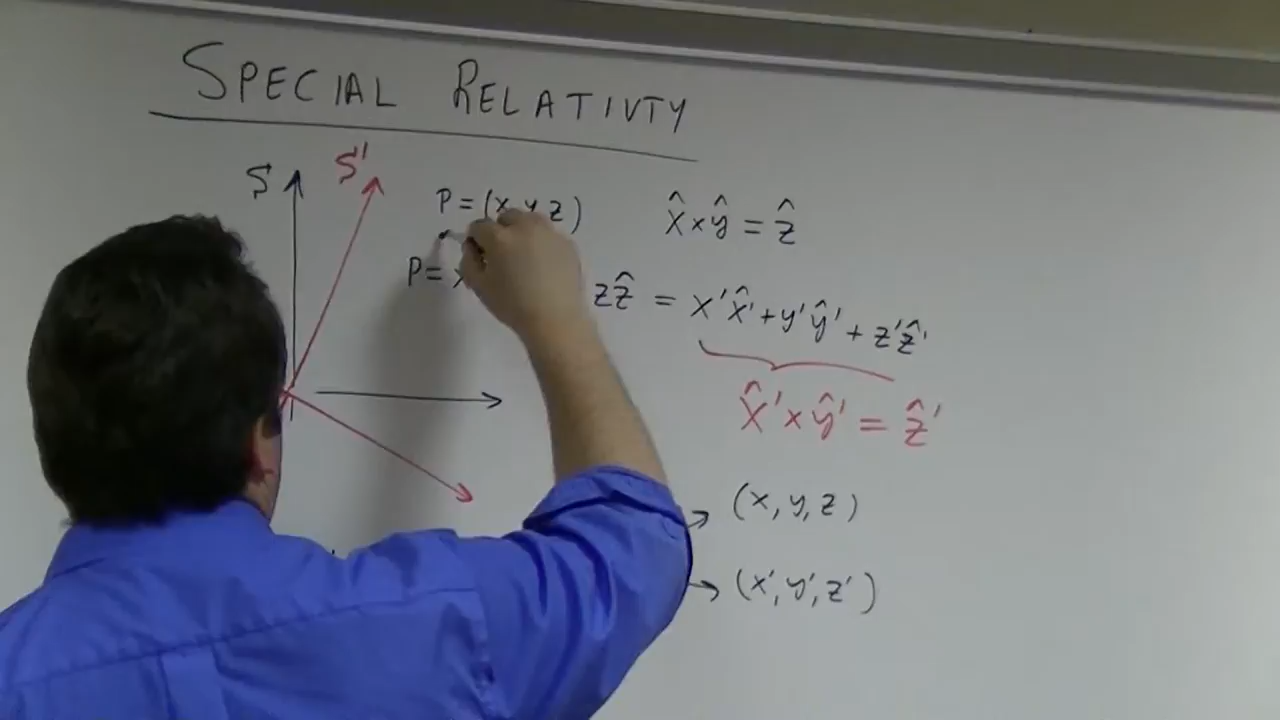 SPECIAL RELATIVTY
S S'
P = (x, y, z) x̂ × ŷ = ẑ
P = x zẑ = x'x̂' + y'ŷ' + z'ẑ'
x̂' × ŷ' = ẑ'
→ (x, y, z)
→ (x', y', z')